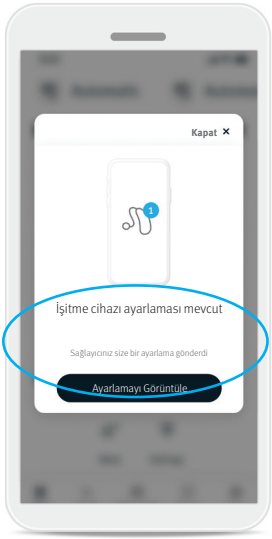 Kapat ×
1
İşitme cihazı ayarlaması mevcut
Sağlayıcınız size bir ayarlama gönderdi
Ayarlamayı Görüntüle